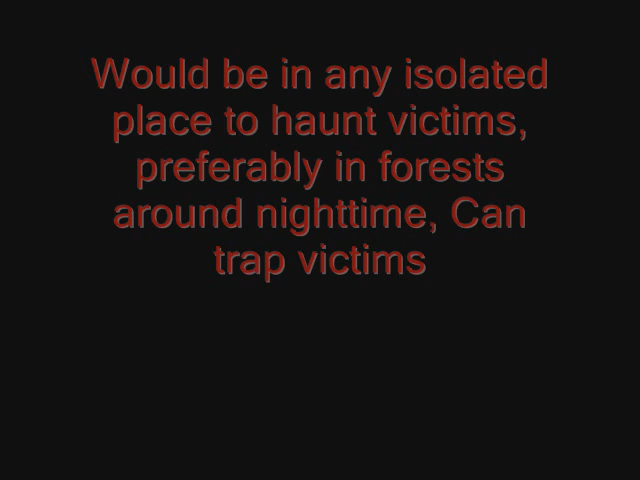 Would be in any isolated
place to haunt victims,
preferably in forests
around nighttime, Can
trap victims